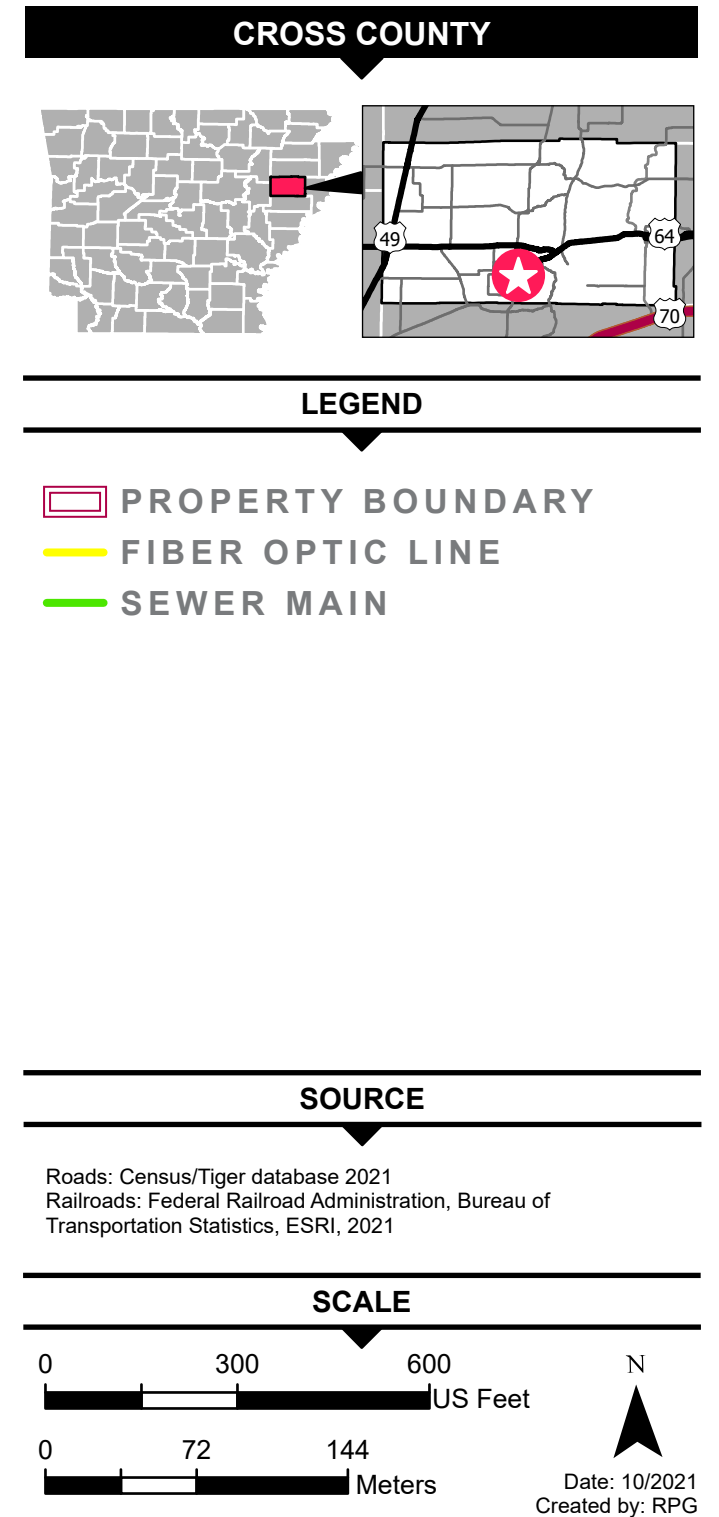 CROSS COUNTY
49
64
70
LEGEND
PROPERTY BOUNDARY
FIBER OPTIC LINE
SEWER MAIN
SOURCE
Roads: Census/Tiger database 2021
Railroads: Federal Railroad Administration, Bureau of
Transportation Statistics, ESRI, 2021
SCALE
0 300 600
US Feet
N
0 72 144
Meters
Date: 10/2021
Created by: RPG